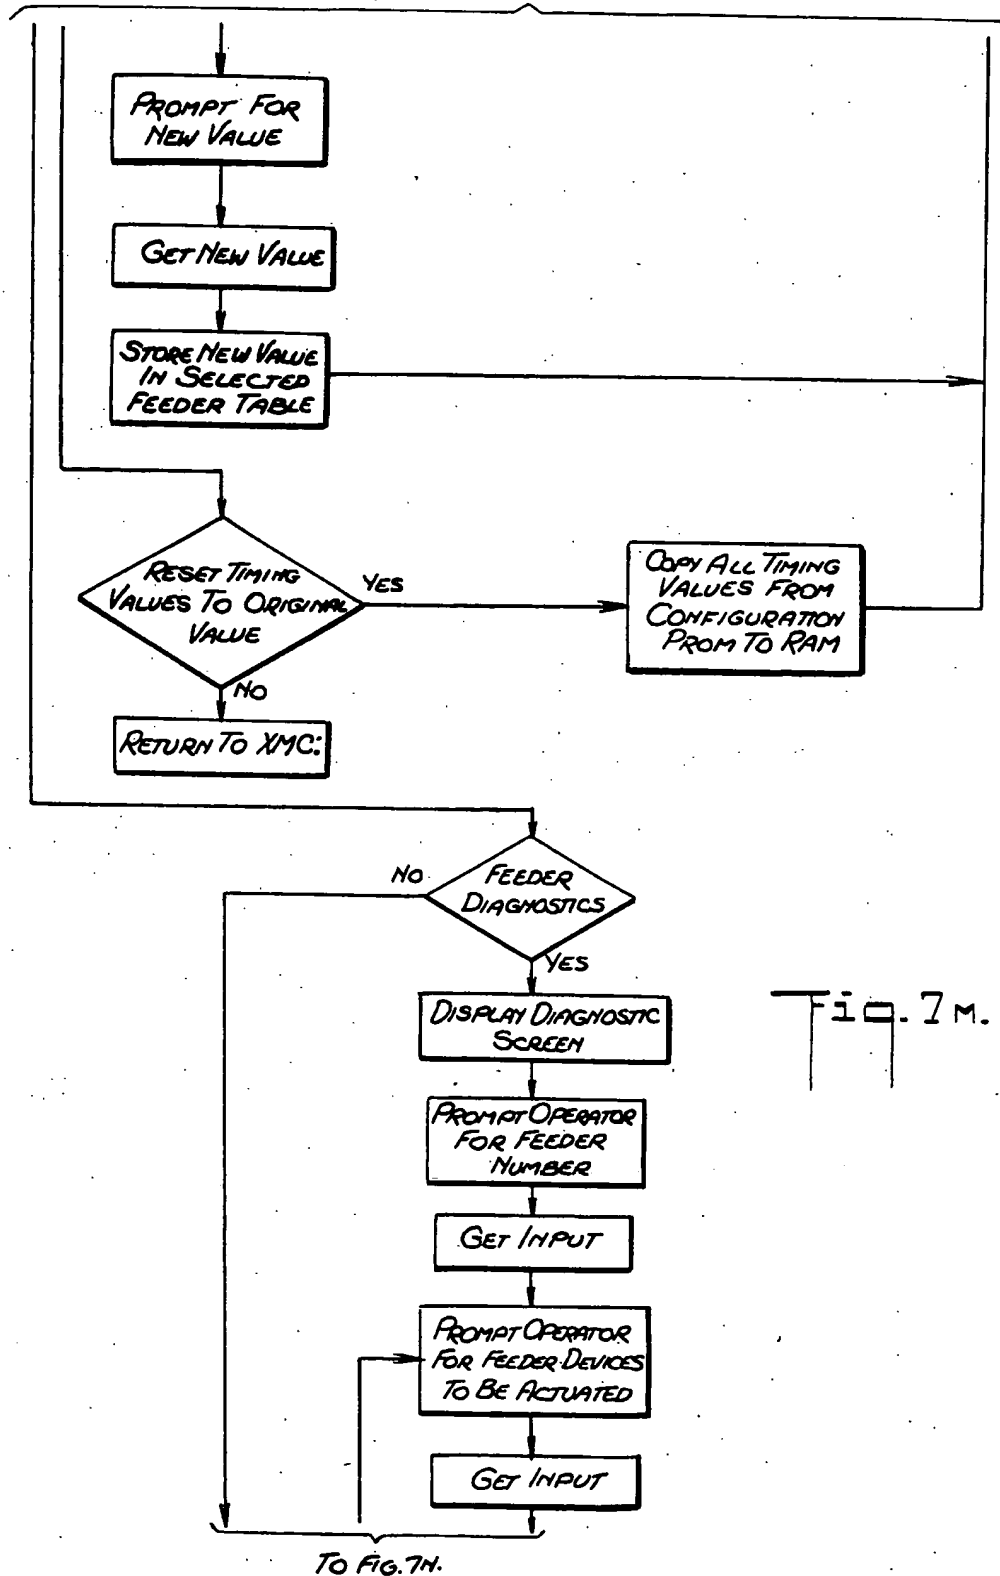 PROMPT FOR
NEW VALUE
GET NEW VALUE
STORE NEW VALUE
IN SELECTED
FEEDER TABLE
RESET TIMING
VALUES TO ORIGINAL
VALUE
YES
NO
COPY ALL TIMING
VALUES FROM
CONFIGURATION
PROM TO RAM
RETURN TO XMC:
FEEDER
DIAGNOSTICS
NO
YES
DISPLAY DIAGNOSTIC
SCREEN
PROMPT OPERATOR
FOR FEEDER
NUMBER
GET INPUT
PROMPT OPERATOR
FOR FEEDER DEVICES
TO BE ACTUATED
GET INPUT
TO FIG. 7N.
Fig. 7M.